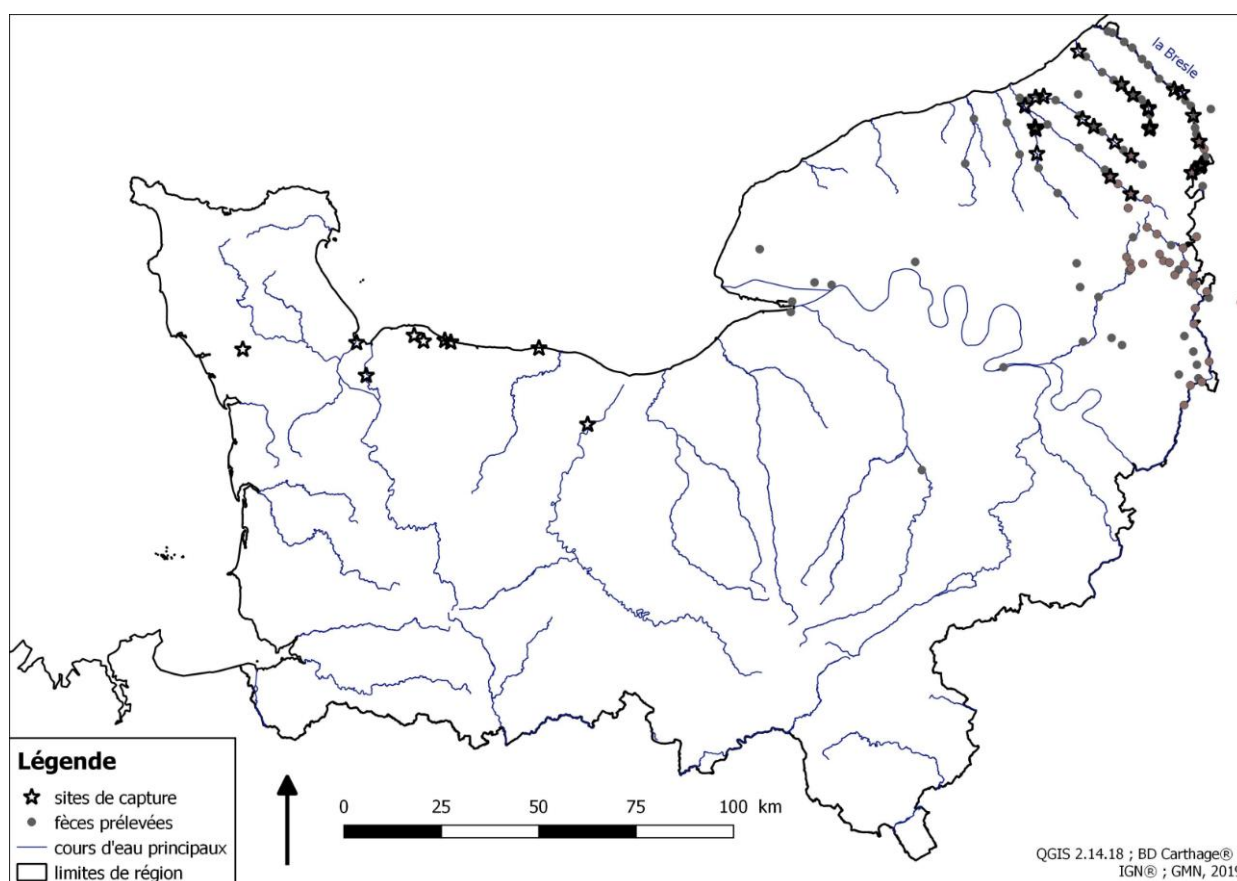 la Bresle
Légende
sites de capture
fèces prélevées
cours d'eau principaux
limites de région
0 25 50 75 100 km
QGIS 2.14.18 ; BD Carthage®
IGN® ; GMN, 2019